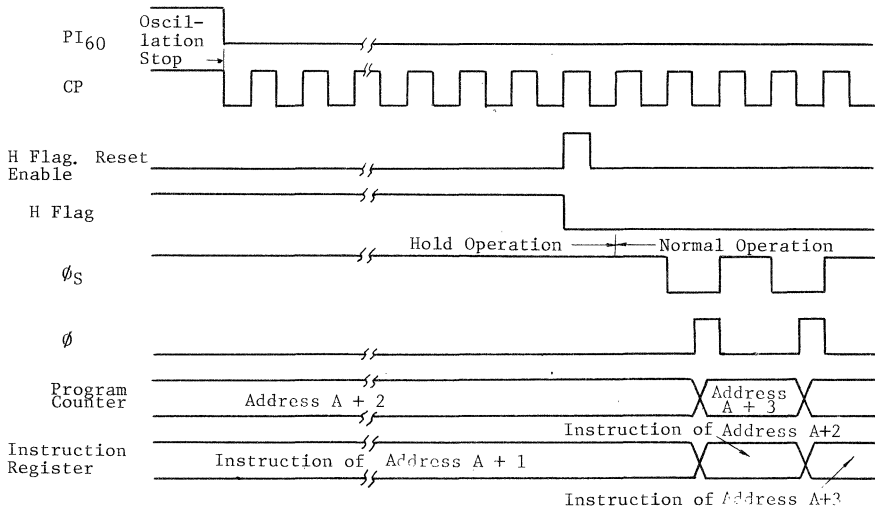 Oscil-
lation
Stop
PI60
CP
H Flag. Reset
Enable
H Flag
Hold Operation
Normal Operation
ØS
Ø
Program
Counter
Address A + 2
Address
A + 3
Instruction of Address A+2
Instruction
Register
Instruction of Address A + 1
Instruction of Address A+3